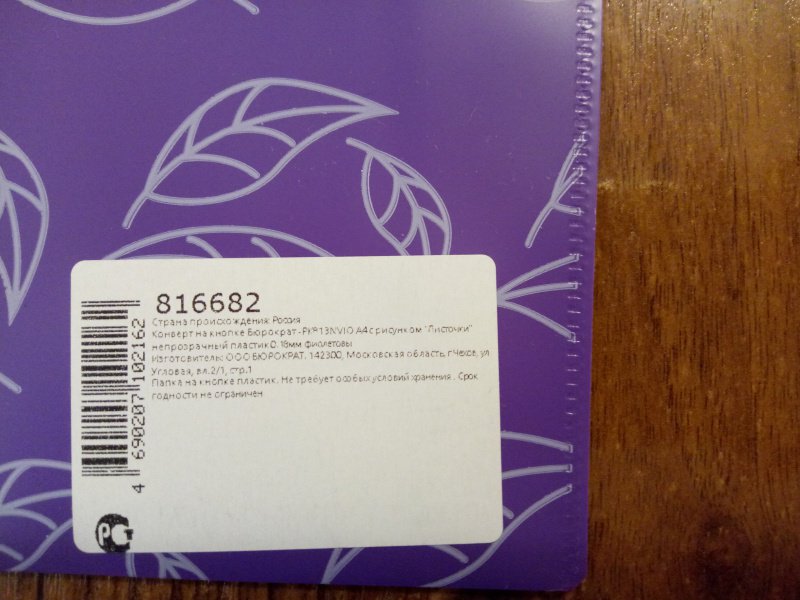 816682
Страна происхождения: Россия
Конверт на кнопке Бюрократ -PK813NVIO A4 с рисунком "Листочки"
непрозрачный пластик 0.18мм фиолетовы
Изготовитель: ООО БЮРОКРАТ, 142300, Московская область, г.Чехов, ул
Угловая, вл.2/1, стр.1
Папка на кнопке пластик. Не требует особых условий хранения . Срок
годности не ограничен
4 690207 102162
РСТ